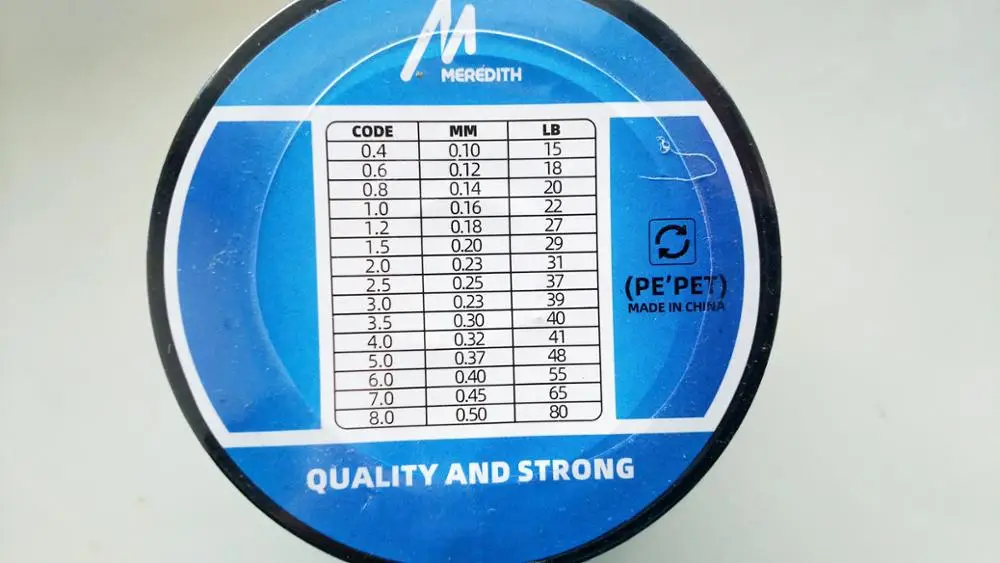 MEREDITH
CODE MM LB
0.4 0.10 15
0.6 0.12 18
0.8 0.14 20
1.0 0.16 22
1.2 0.18 27
1.5 0.20 29
2.0 0.23 31
2.5 0.25 37
3.0 0.23 39
3.5 0.30 40
4.0 0.32 41
5.0 0.37 48
6.0 0.40 55
7.0 0.45 65
8.0 0.50 80
(PE’PET)
MADE IN CHINA
QUALITY AND STRONG